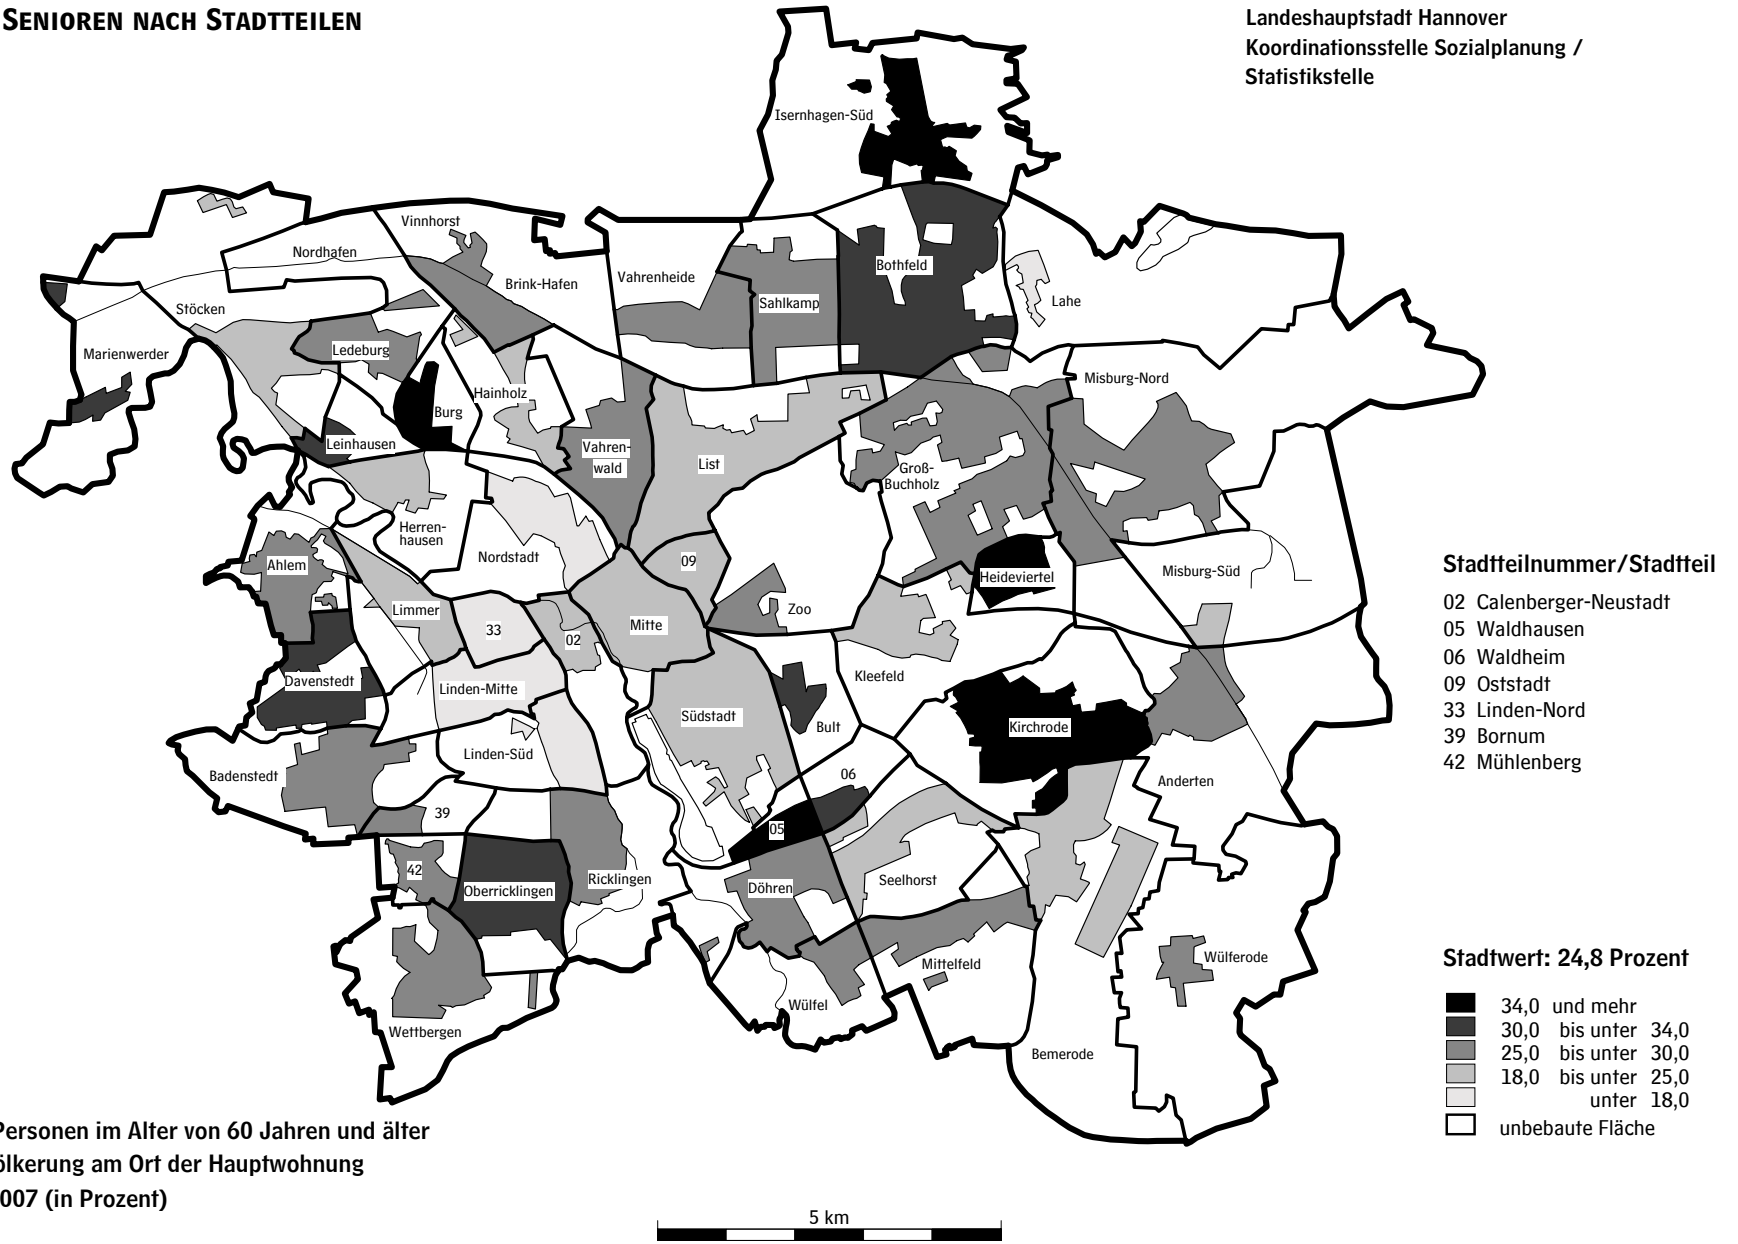 SENIOREN NACH STADTTEILEN
Landeshauptstadt Hannover
Koordinationsstelle Sozialplanung /
Statistikstelle
Isernhagen-Süd
Vinnhorst
Nordhafen
Brink-Hafen
Vahrenheide
Bothfeld
Sahlkamp
Lahe
Stöcken
Marienwerder
Ledeburg
Misburg-Nord
Hainholz
Burg
Leinhausen
Vahren-
wald
List
Groß-
Buchholz
Herren-
hausen
Nordstadt
Ahlem
09
Heideviertel
Misburg-Süd
Limmer
Zoo
33
02
Mitte
Davenstedt
Linden-Mitte
Kleefeld
Südstadt
Bult
Kirchrode
Linden-Süd
Badenstedt
06
Anderten
39
05
42
Oberricklingen
Ricklingen
Döhren
Seelhorst
Mittelfeld
Wülferode
Wülfel
Wettbergen
Bemerode
Stadtteilnummer/Stadtteil
02 Calenberger-Neustadt
05 Waldhausen
06 Waldheim
09 Oststadt
33 Linden-Nord
39 Bornum
42 Mühlenberg
Stadtwert: 24,8 Prozent
34,0 und mehr
30,0 bis unter 34,0
25,0 bis unter 30,0
18,0 bis unter 25,0
unter 18,0
unbebaute Fläche
Personen im Alter von 60 Jahren und älter
ölkerung am Ort der Hauptwohnung
007 (in Prozent)
5 km